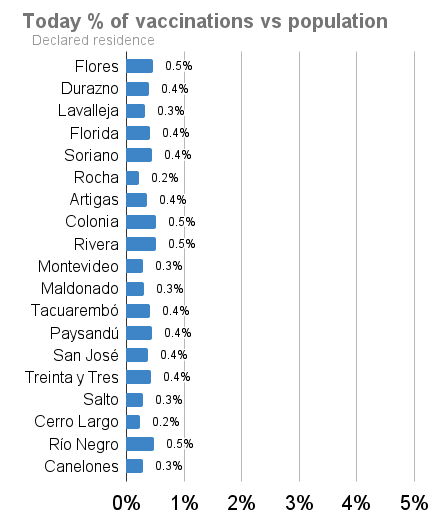 Today % of vaccinations vs population
Declared residence
Flores 0.5%
Durazno 0.4%
Lavalleja 0.3%
Florida 0.4%
Soriano 0.4%
Rocha 0.2%
Artigas 0.4%
Colonia 0.5%
Rivera 0.5%
Montevideo 0.3%
Maldonado 0.3%
Tacuarembó 0.4%
Paysandú 0.4%
San José 0.4%
Treinta y Tres 0.4%
Salto 0.3%
Cerro Largo 0.2%
Río Negro 0.5%
Canelones 0.3%
0% 1% 2% 3% 4% 5%